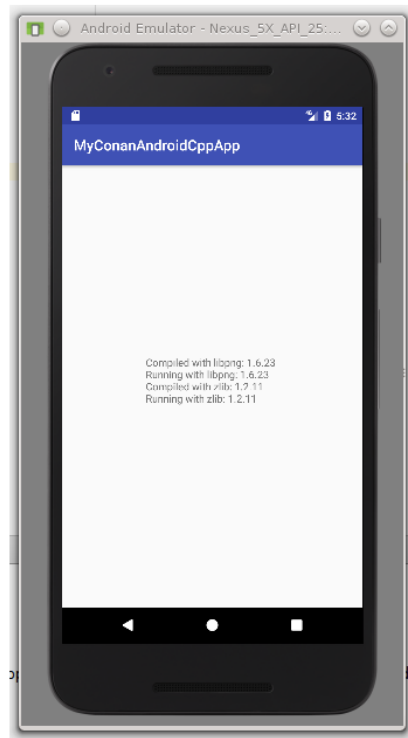 Android Emulator - Nexus_5X_API_25:...
5:32
MyConanAndroidCppApp
Compiled with libpng: 1.6.23
Running with libpng: 1.6.23
Compiled with zlib: 1.2.11
Running with zlib: 1.2.11